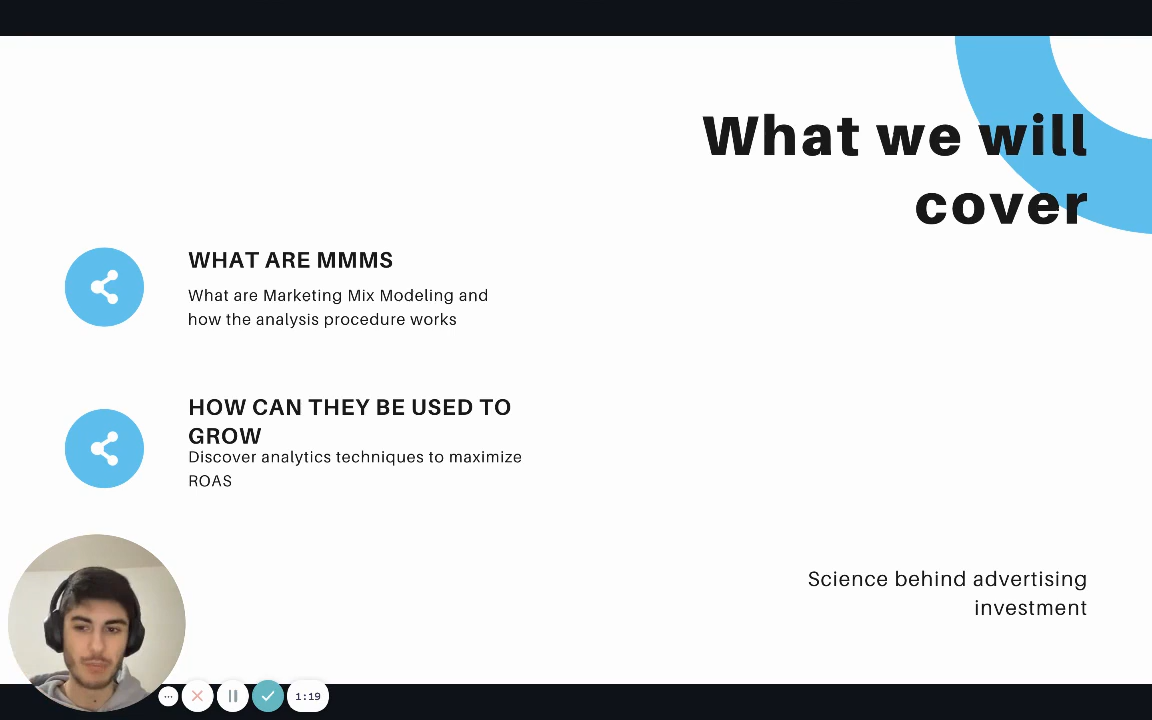 What we will
cover
WHAT ARE MMMS
What are Marketing Mix Modeling and
how the analysis procedure works
HOW CAN THEY BE USED TO
GROW
Discover analytics techniques to maximize
ROAS
Science behind advertising
investment
1:19